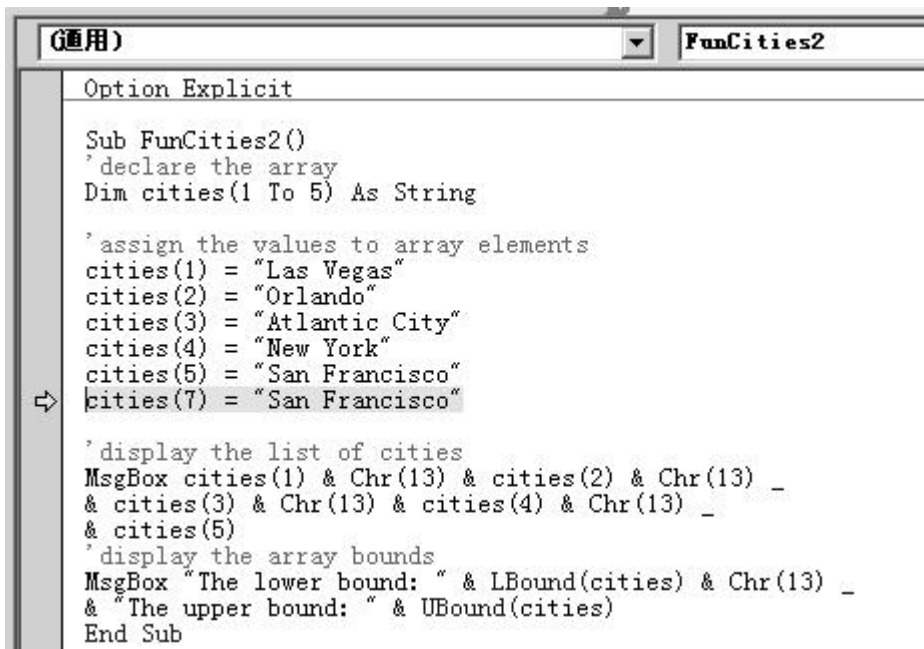 (通用)
FunCities2
Option Explicit
Sub FunCities2()
'declare the array
Dim cities(1 To 5) As String
'assign the values to array elements
cities(1) = "Las Vegas"
cities(2) = "Orlando"
cities(3) = "Atlantic City"
cities(4) = "New York"
cities(5) = "San Francisco"
cities(7) = "San Francisco"
'display the list of cities
MsgBox cities(1) & Chr(13) & cities(2) & Chr(13) _
& cities(3) & Chr(13) & cities(4) & Chr(13) _
& cities(5)
'display the array bounds
MsgBox "The lower bound: " & LBound(cities) & Chr(13) _
& "The upper bound: " & UBound(cities)
End Sub